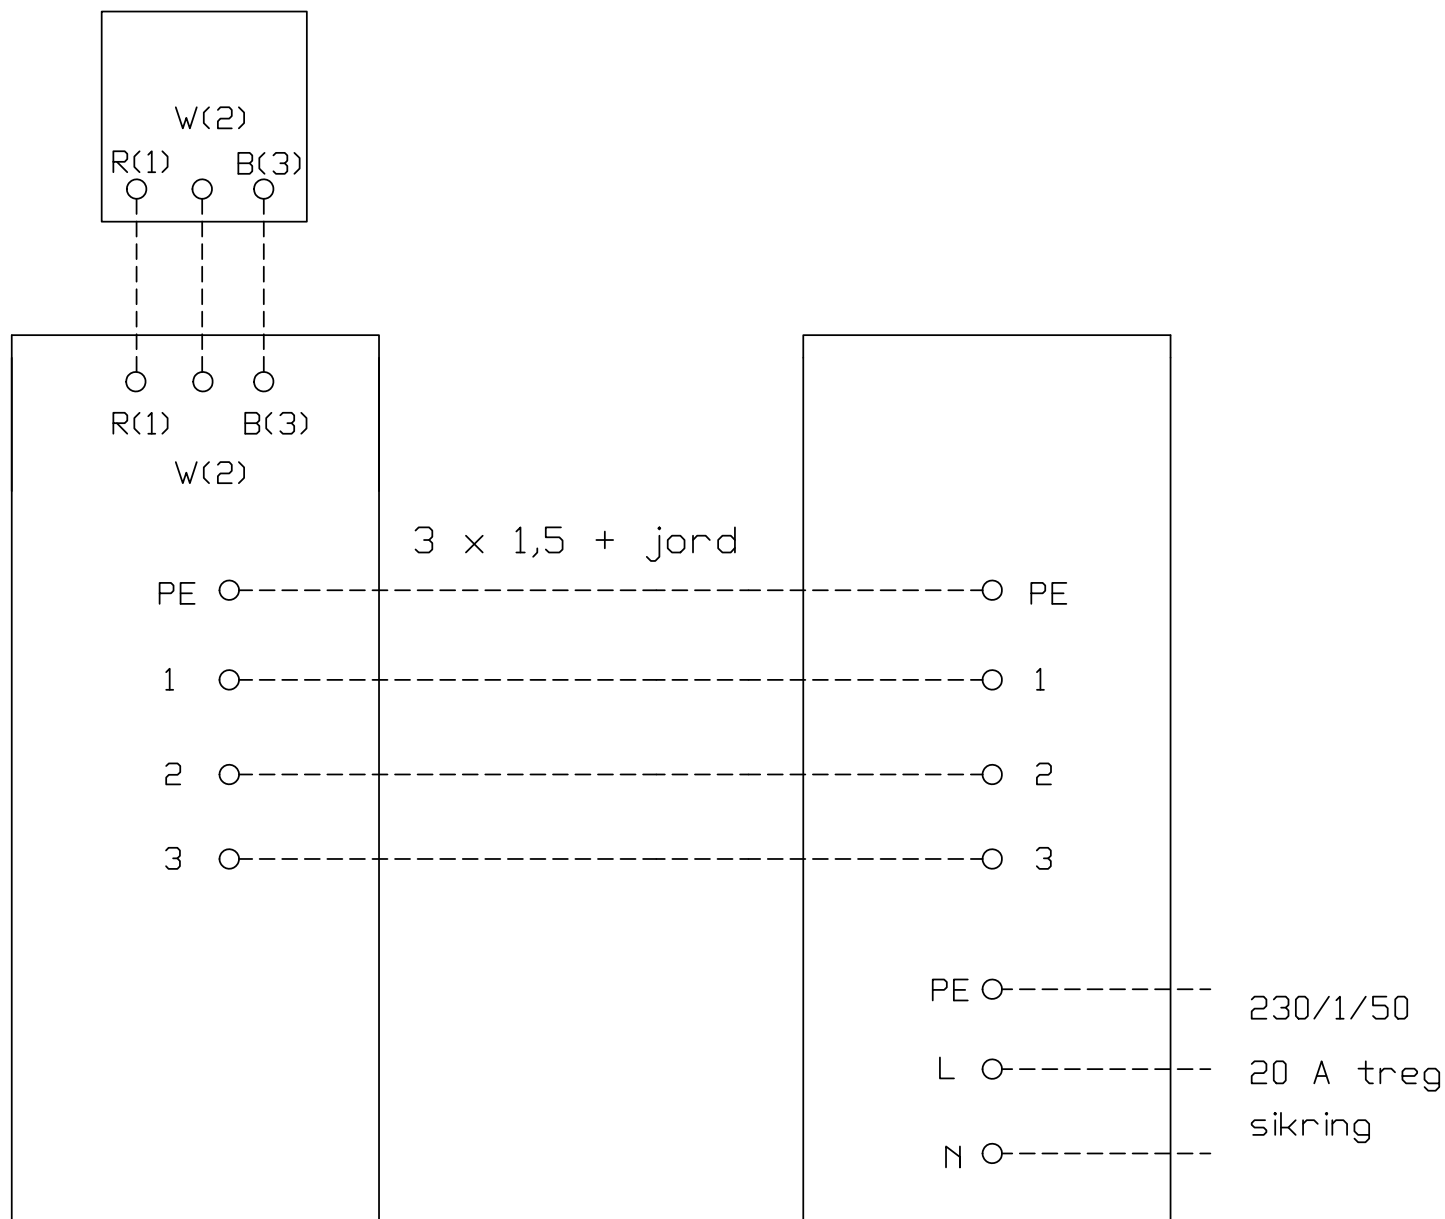 W(2)
R(1) B(3)
R(1) B(3)
W(2)
3 x 1,5 + jord
PE PE
1 1
2 2
3 3
PE
230/1/50
L 20 A treg
sikring
N